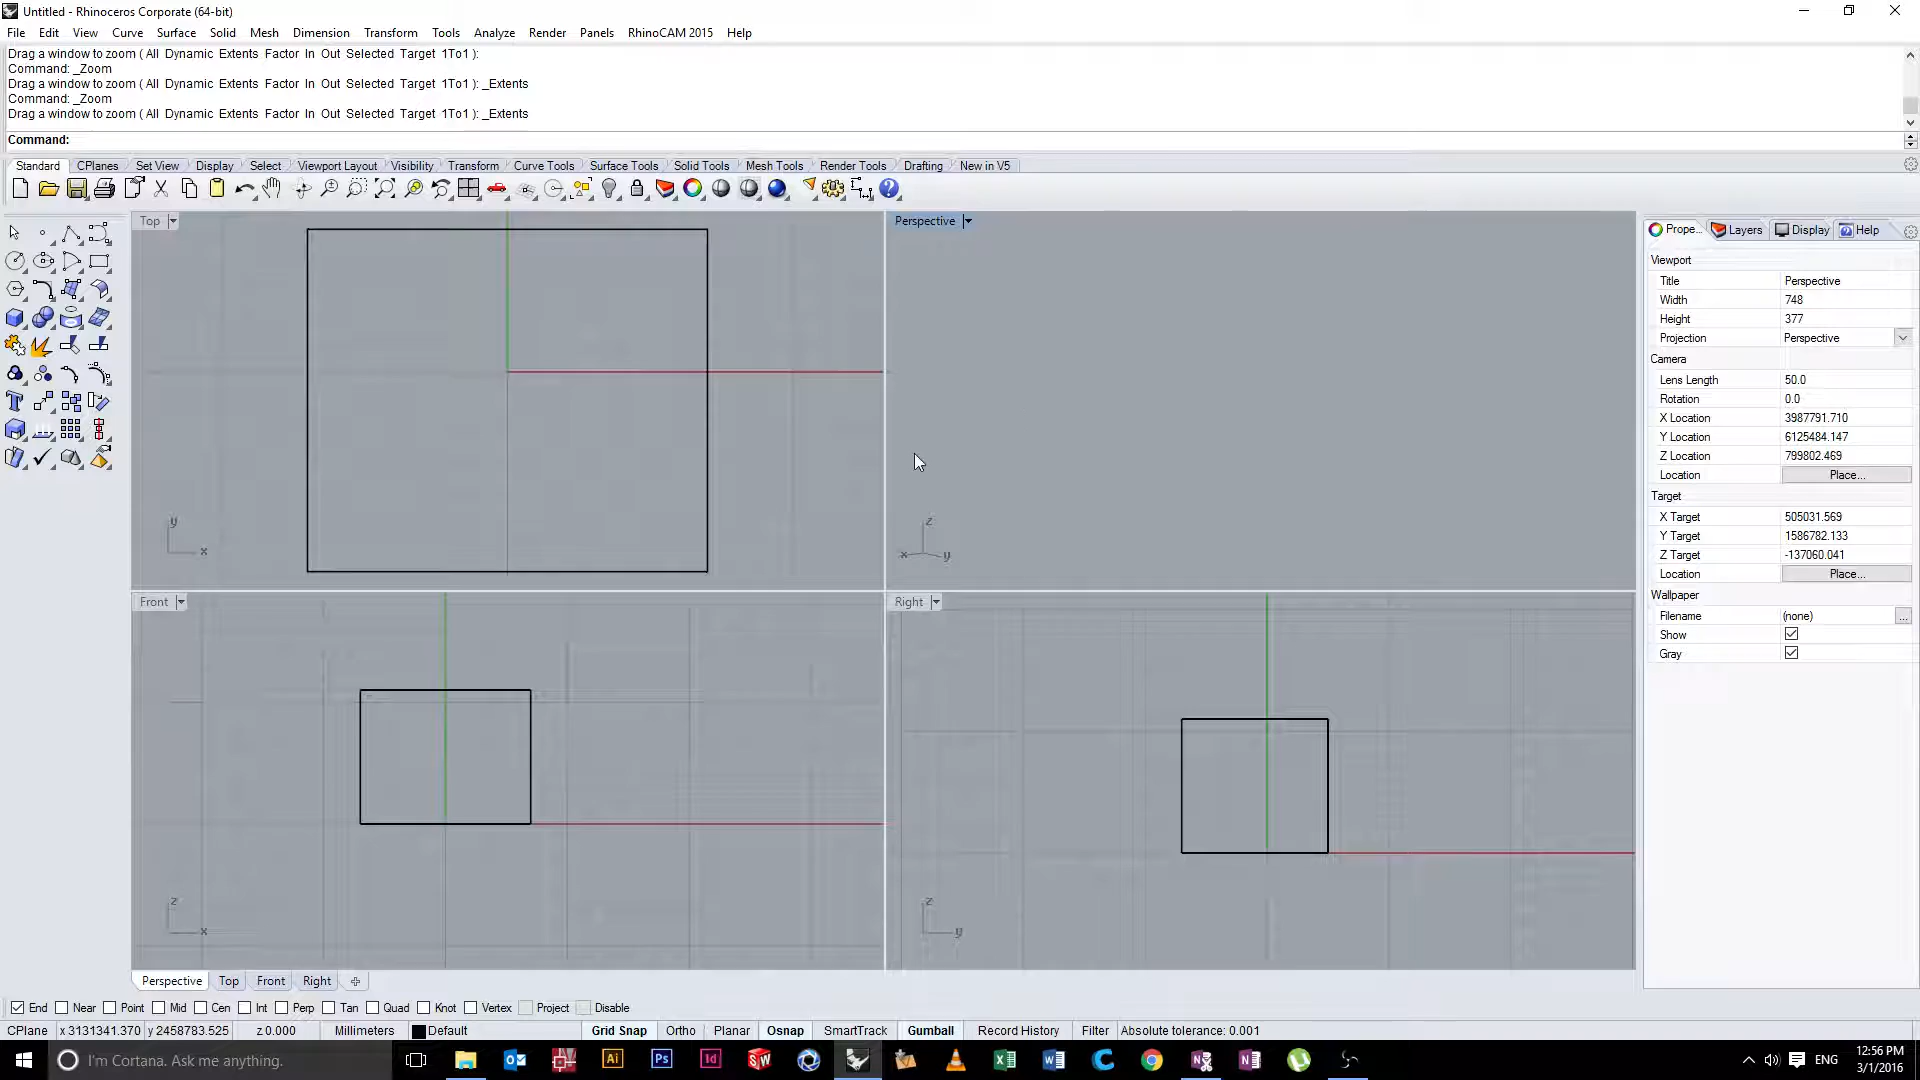 Untitled - Rhinoceros Corporate (64-bit)
File Edit View Curve Surface Solid Mesh Dimension Transform Tools Analyze Render Panels RhinoCAM 2015 Help
Drag a window to zoom ( All Dynamic Extents Factor In Out Selected Target 1To1 ):
Command: _Zoom
Drag a window to zoom ( All Dynamic Extents Factor In Out Selected Target 1To1 ): _Extents
Command: _Zoom
Drag a window to zoom ( All Dynamic Extents Factor In Out Selected Target 1To1 ): _Extents
Command:
Standard CPlanes Set View Display Select Viewport Layout Visibility Transform Curve Tools Surface Tools Solid Tools Mesh Tools Render Tools Drafting New in V5
Top
Perspective
Prope... Layers Display Help
Viewport
Title Perspective
Width 748
Height 377
Projection Perspective
Camera
Lens Length 50.0
Rotation 0.0
X Location 3987791.710
Y Location 6125484.147
Z Location 799802.469
Location Place...
Target
X Target 505031.569
Y Target 1586782.133
Z Target -137060.041
Location Place...
Wallpaper
Filename (none) ...
Show
Gray
y
x
z
x y
Front
Right
z
x
z
y
Perspective Top Front Right
End Near Point Mid Cen Int Perp Tan Quad Knot Vertex Project Disable
CPlane x 3131341.370 y 2458783.525 z 0.000 Millimeters Default Grid Snap Ortho Planar Osnap SmartTrack Gumball Record History Filter Absolute tolerance: 0.001
I'm Cortana. Ask me anything.
Ai Ps Id SW
ENG
12:56 PM
3/1/2016